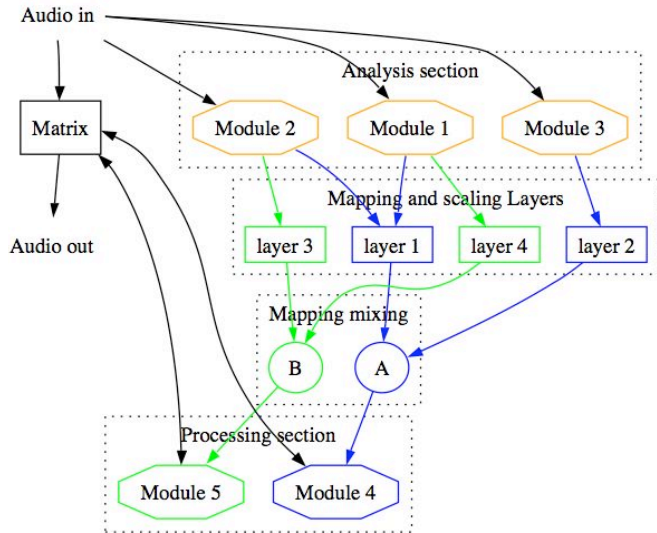 Audio in
Analysis section
Matrix
Module 2
Module 1
Module 3
Mapping and scaling Layers
Audio out
layer 3
layer 1
layer 4
layer 2
Mapping mixing
B
A
Processing section
Module 5
Module 4